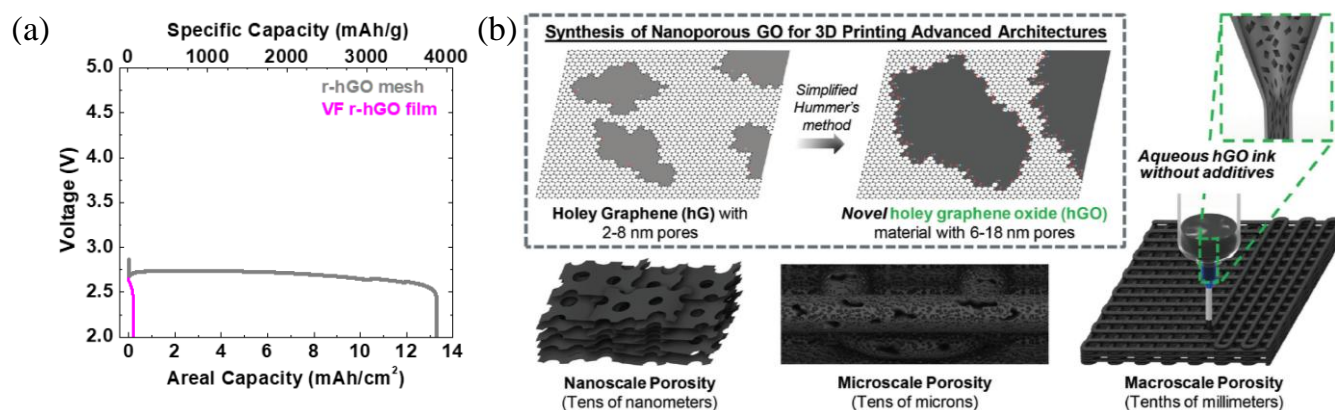 (a)
Specific Capacity (mAh/g)
0 1000 2000 3000 4000
5.0
4.5
4.0
3.5
3.0
2.5
2.0
Voltage (V)
r-hGO mesh
VF r-hGO film
0 2 4 6 8 10 12 14
Areal Capacity (mAh/cm²)
(b)
Synthesis of Nanoporous GO for 3D Printing Advanced Architectures
Simplified
Hummer's
method
Holey Graphene (hG) with
2-8 nm pores
Novel holey graphene oxide (hGO)
material with 6-18 nm pores
Aqueous hGO ink
without additives
Nanoscale Porosity
(Tens of nanometers)
Microscale Porosity
(Tens of microns)
Macroscale Porosity
(Tenths of millimeters)